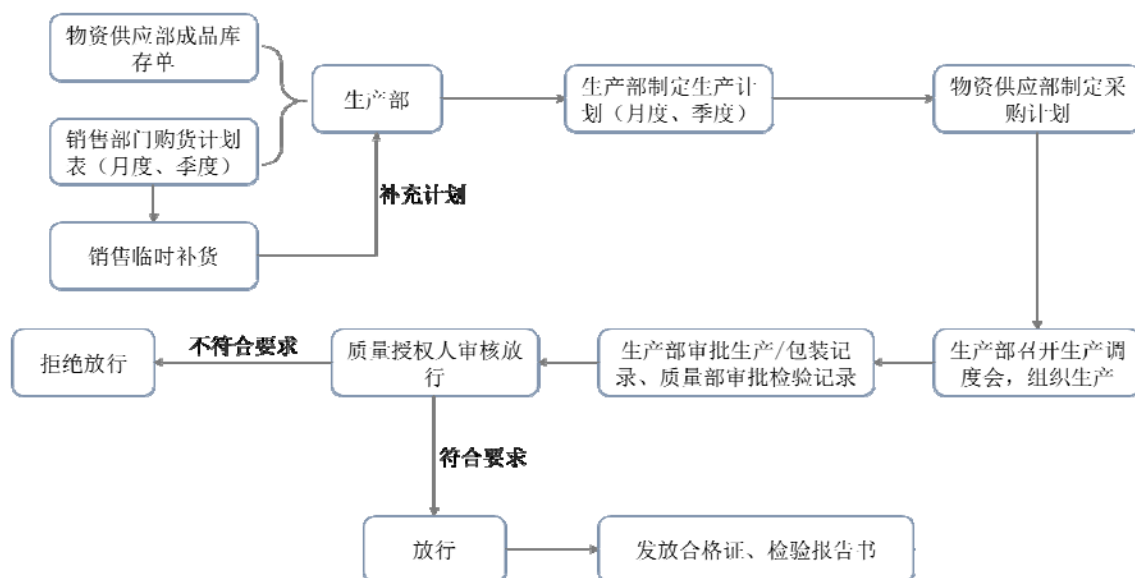 物资供应部成品库
存单
销售部门购货计划
表（月度、季度）
销售临时补货
生产部
补充计划
生产部制定生产计
划（月度、季度）
物资供应部制定采
购计划
生产部召开生产调
度会，组织生产
生产部审批生产/包装记
录、质量部审批检验记录
质量授权人审核放
行
不符合要求
拒绝放行
符合要求
放行
发放合格证、检验报告书